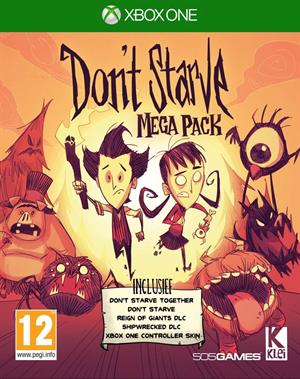 XBOX ONE
Don't Starve
MEGA PACK
INCLUSIEF
DON'T STARVE TOGETHER
DON'T STARVE
REIGN OF GIANTS DLC
SHIPWRECKED DLC
XBOX ONE CONTROLLER SKIN
12
www.pegi.info
505GAMES
K
Klei